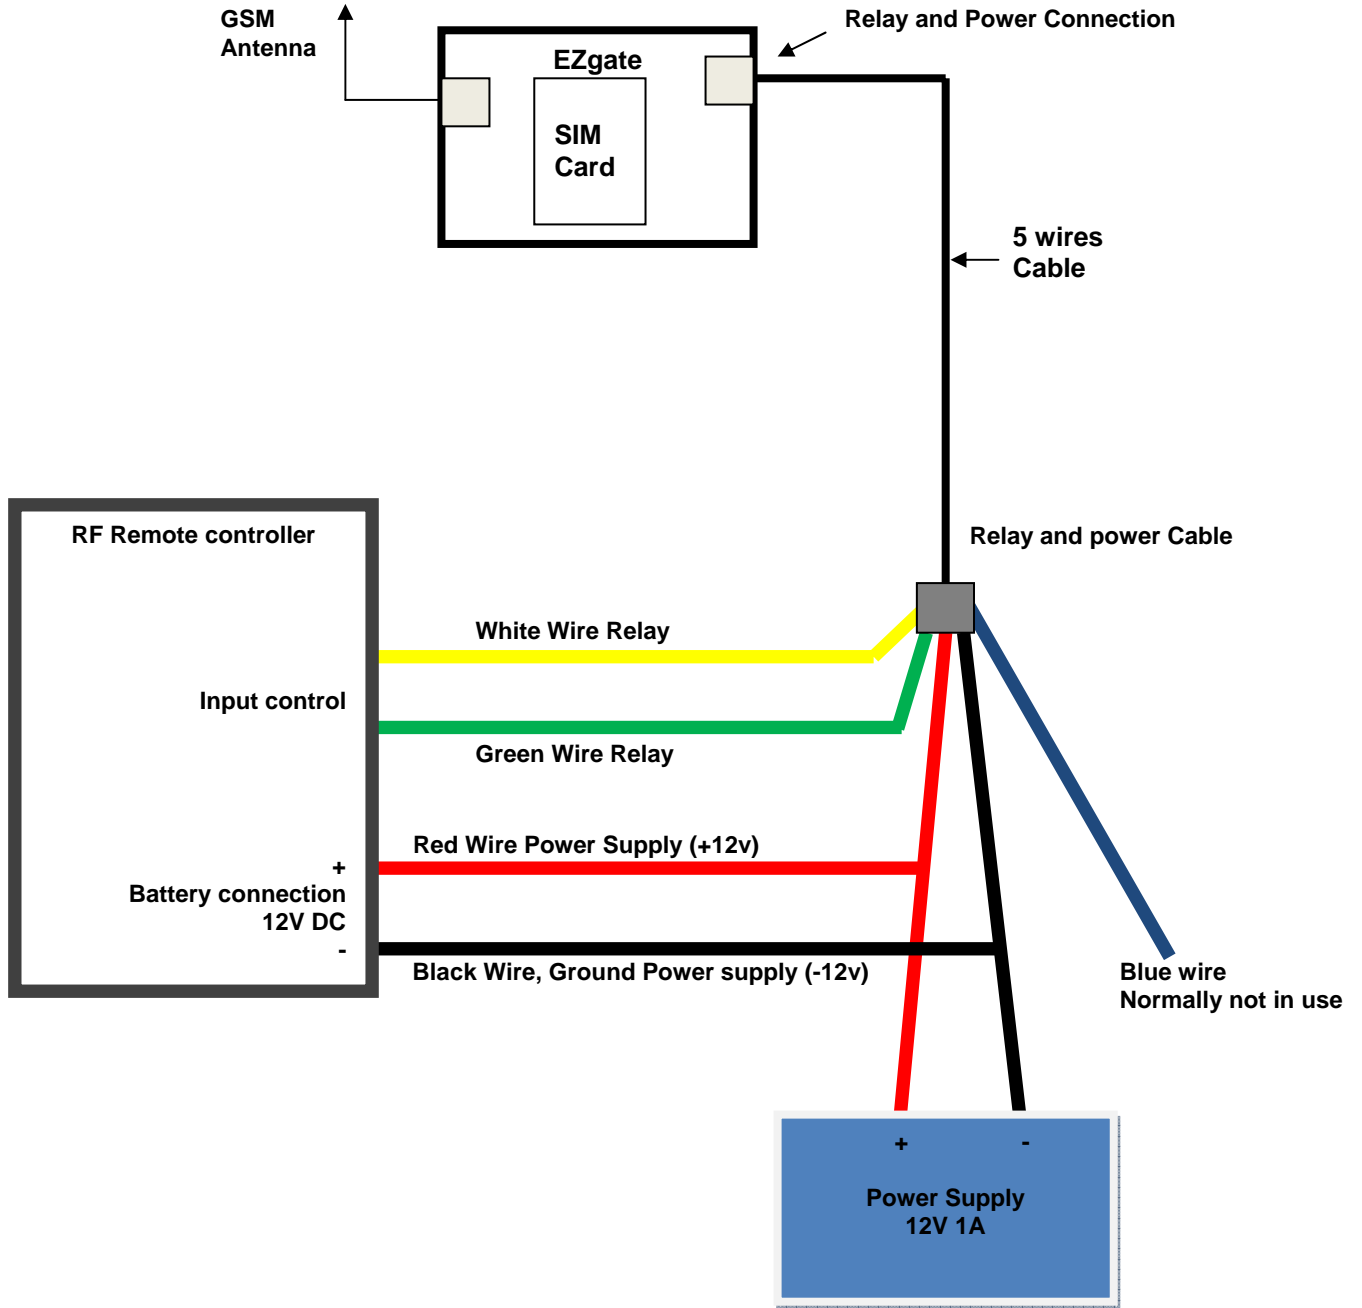 GSM
Antenna
Relay and Power Connection
EZgate
SIM
Card
5 wires
Cable
RF Remote controller
Relay and power Cable
White Wire Relay
Input control
Green Wire Relay
Red Wire Power Supply (+12v)
+
Battery connection
12V DC
-
Black Wire, Ground Power supply (-12v)
Blue wire
Normally not in use
+ -
Power Supply
12V 1A